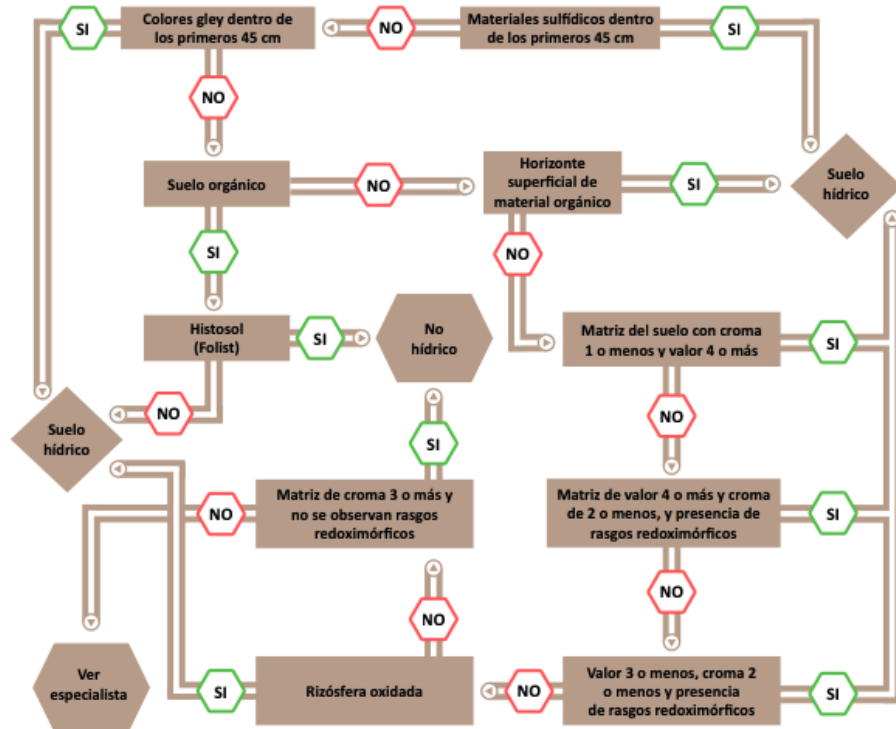 SI
Colores gley dentro de
los primeros 45 cm
NO
Materiales sulfídicos dentro
de los primeros 45 cm
SI
NO
Suelo orgánico
NO
Horizonte
superficial de
material orgánico
SI
Suelo
hídrico
SI
NO
Histosol
(Folist)
SI
No
hídrico
Matriz del suelo con croma
1 o menos y valor 4 o más
SI
NO
Suelo
hídrico
SI
NO
NO
Matriz de croma 3 o más y
no se observan rasgos
redoximórficos
Matriz de valor 4 o más y croma
de 2 o menos, y presencia de
rasgos redoximórficos
SI
NO
NO
Ver
especialista
SI
Rizósfera oxidada
NO
Valor 3 o menos, croma 2
o menos y presencia
de rasgos redoximórficos
SI